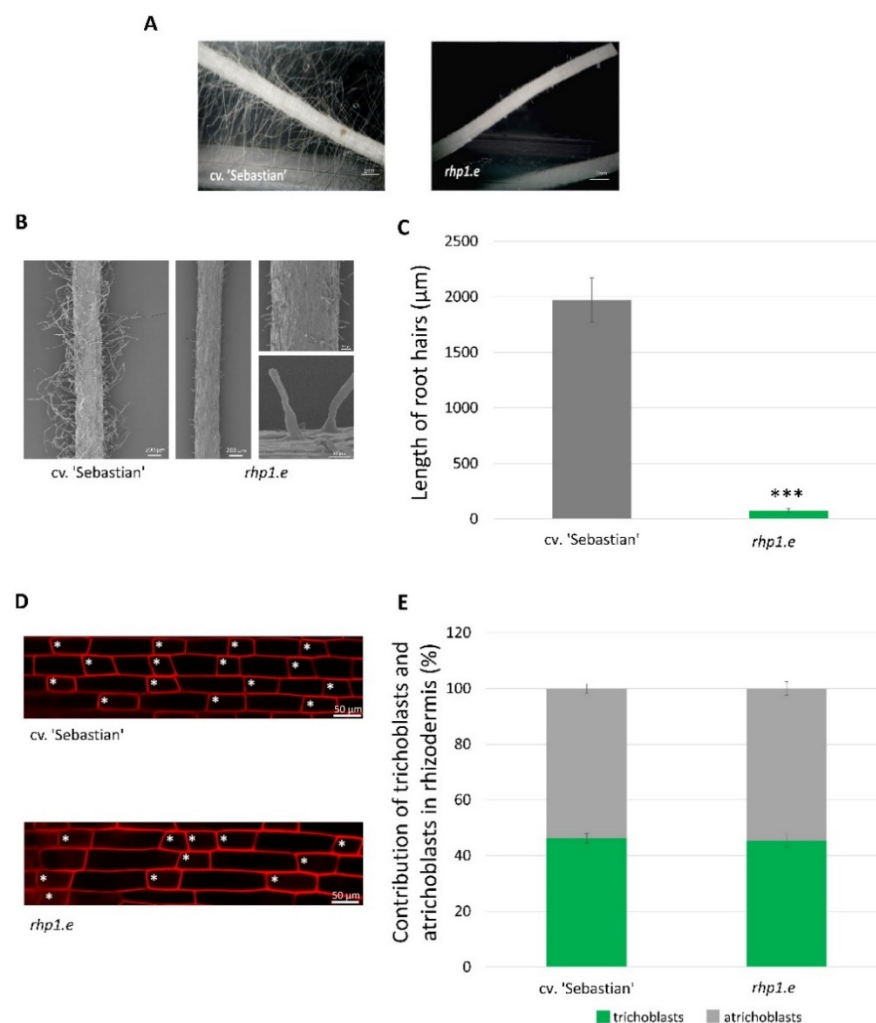 A
cv. 'Sebastian'
rhp1.e
B
200 µm
200 µm
cv. 'Sebastian'
rhp1.e
C
Length of root hairs (µm)
2500
2000
1500
1000
500
0
***
cv. 'Sebastian'
rhp1.e
D
* * * *
* * * *
* * * *
* * *
50 µm
cv. 'Sebastian'
* * * * *
* *
* * *
*
50 µm
rhp1.e
E
Contribution of trichoblasts and
atrichoblasts in rhizodermis (%)
120
100
80
60
40
20
0
cv. 'Sebastian'
rhp1.e
trichoblasts atrichoblasts